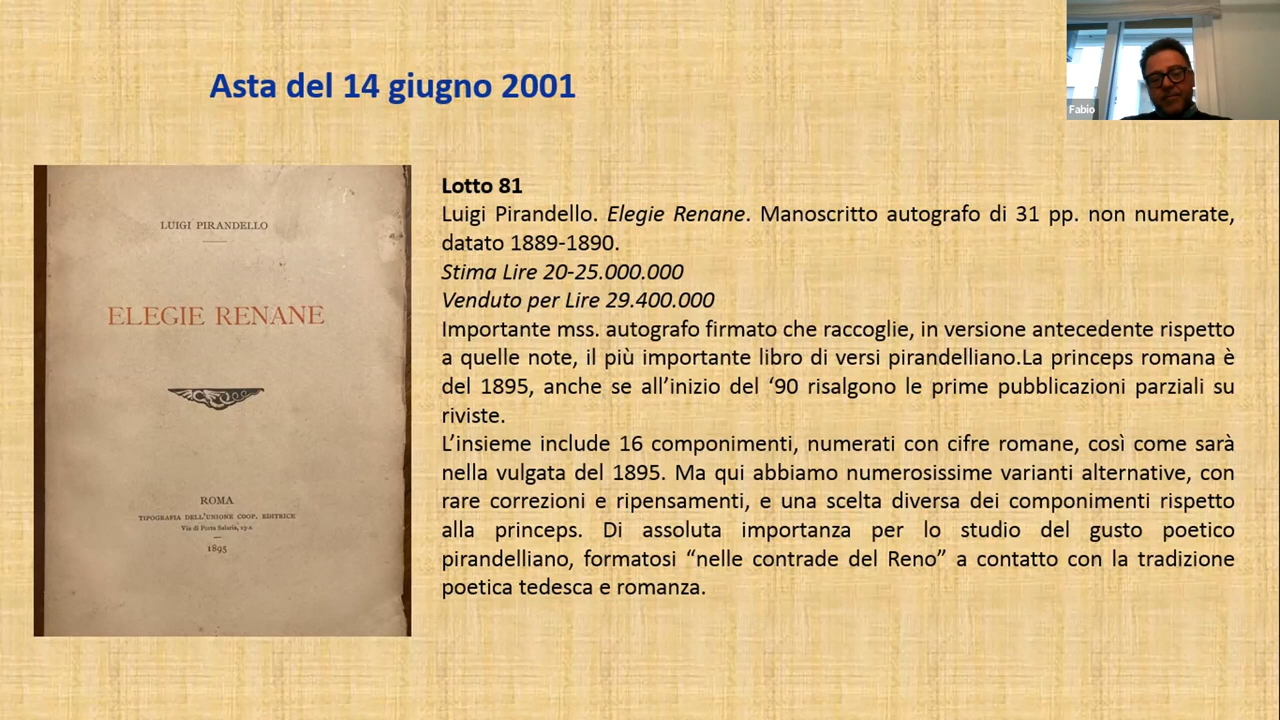 Asta del 14 giugno 2001
Fabio
LUIGI PIRANDELLO
ELEGIE RENANE
ROMA
TIPOGRAFIA DELL'UNIONE COOP. EDITRICE
Via di Porta Salaria, 23-a
1895
Lotto 81
Luigi Pirandello. Elegie Renane. Manoscritto autografo di 31 pp. non numerate,
datato 1889-1890.
Stima Lire 20-25.000.000
Venduto per Lire 29.400.000
Importante mss. autografo firmato che raccoglie, in versione antecedente rispetto
a quelle note, il più importante libro di versi pirandelliano.La princeps romana è
del 1895, anche se all’inizio del ‘90 risalgono le prime pubblicazioni parziali su
riviste.
L’insieme include 16 componimenti, numerati con cifre romane, così come sarà
nella vulgata del 1895. Ma qui abbiamo numerosissime varianti alternative, con
rare correzioni e ripensamenti, e una scelta diversa dei componimenti rispetto
alla princeps. Di assoluta importanza per lo studio del gusto poetico
pirandelliano, formatosi “nelle contrade del Reno” a contatto con la tradizione
poetica tedesca e romanza.